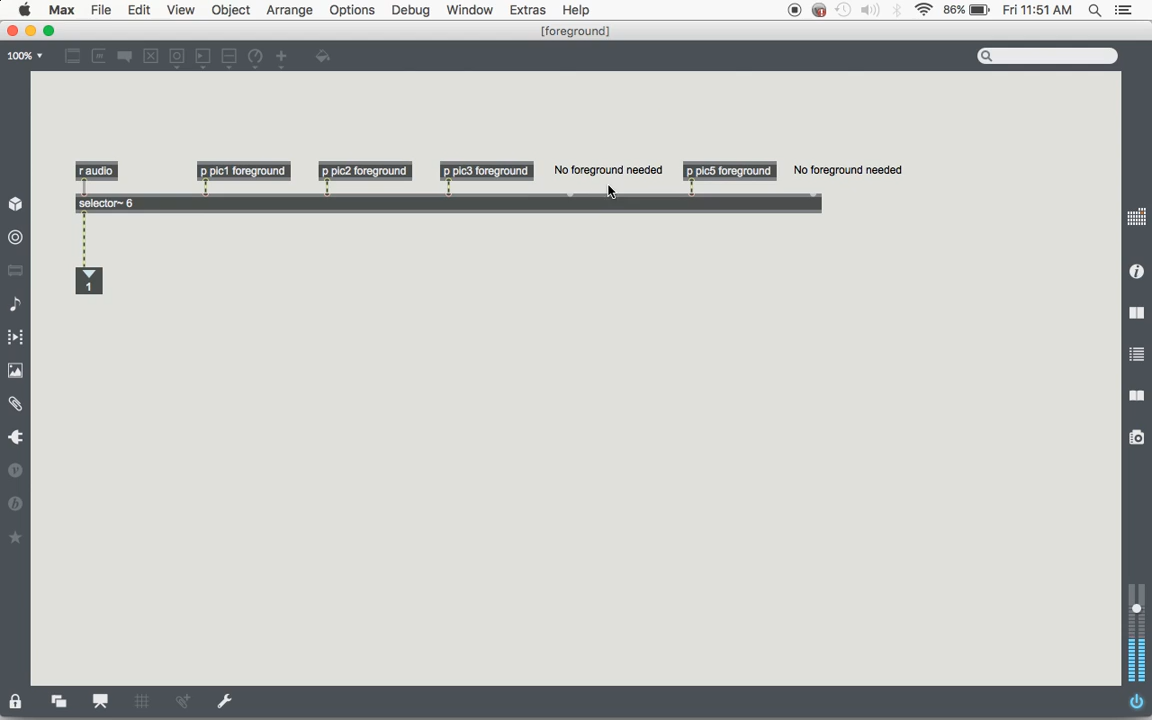 Max File Edit View Object Arrange Options Debug Window Extras Help 86% Fri 11:51 AM
[foreground]
100%
r audio p pic1 foreground p pic2 foreground p pic3 foreground No foreground needed p pic5 foreground No foreground needed
selector~ 6
1